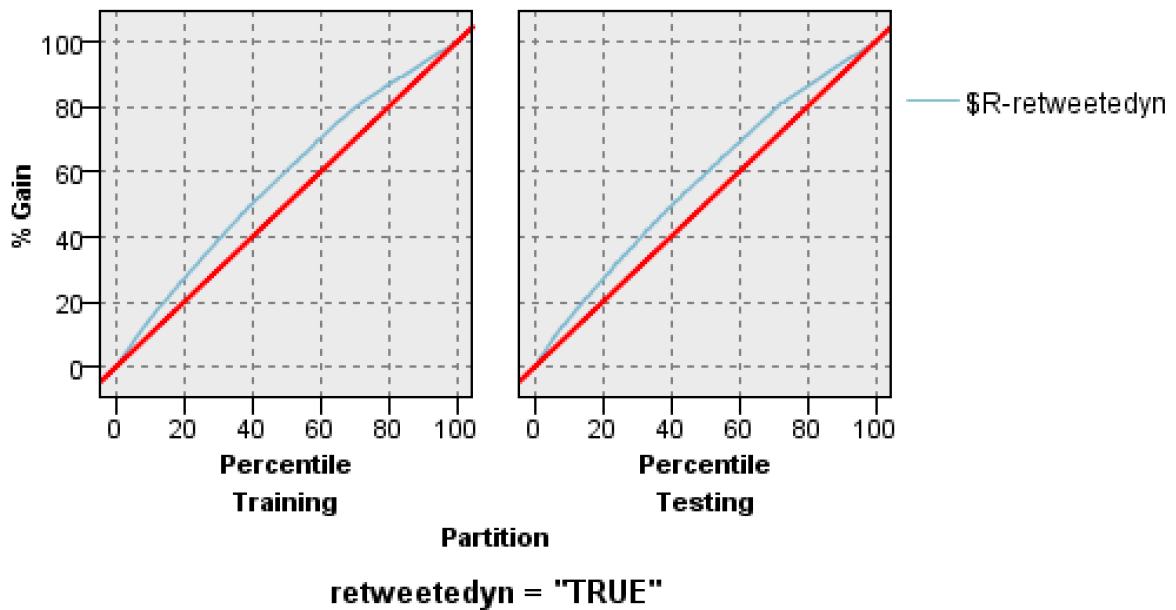 % Gain
100
80
60
40
20
0
0 20 40 60 80 100
0 20 40 60 80 100
Percentile
Percentile
Training
Testing
Partition
retweetedyn = "TRUE"
$R-retweetedyn